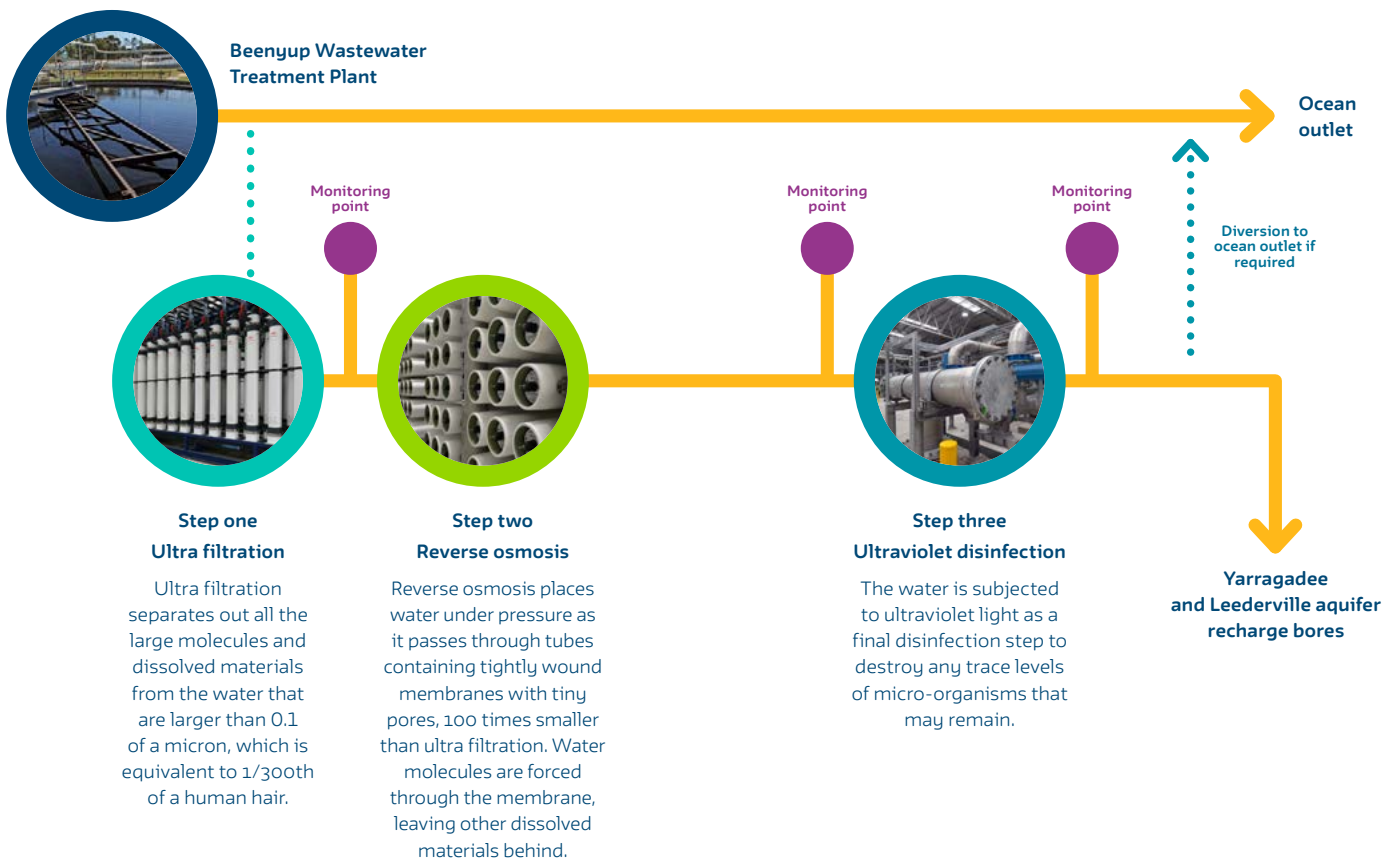 Beenyup Wastewater
Treatment Plant
Ocean
outlet
Monitoring
point
Monitoring
point
Monitoring
point
Diversion to
ocean outlet if
required
Step one
Ultra filtration
Ultra filtration
separates out all the
large molecules and
dissolved materials
from the water that
are larger than 0.1
of a micron, which is
equivalent to 1/300th
of a human hair.
Step two
Reverse osmosis
Reverse osmosis places
water under pressure as
it passes through tubes
containing tightly wound
membranes with tiny
pores, 100 times smaller
than ultra filtration. Water
molecules are forced
through the membrane,
leaving other dissolved
materials behind.
Step three
Ultraviolet disinfection
The water is subjected
to ultraviolet light as a
final disinfection step to
destroy any trace levels
of micro-organisms that
may remain.
Yarragadee
and Leederville aquifer
recharge bores